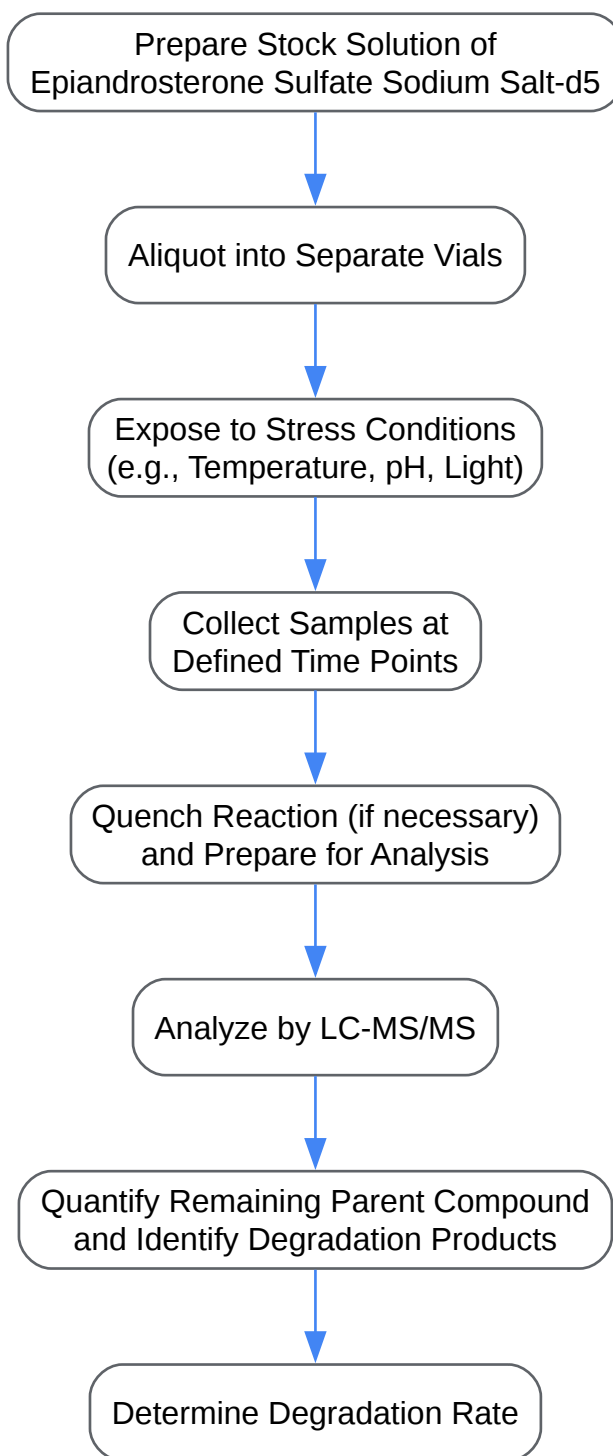 Prepare Stock Solution of
Epiandrosterone Sulfate Sodium Salt-d5
Aliquot into Separate Vials
Expose to Stress Conditions
(e.g., Temperature, pH, Light)
Collect Samples at
Defined Time Points
Quench Reaction (if necessary)
and Prepare for Analysis
Analyze by LC-MS/MS
Quantify Remaining Parent Compound
and Identify Degradation Products
Determine Degradation Rate